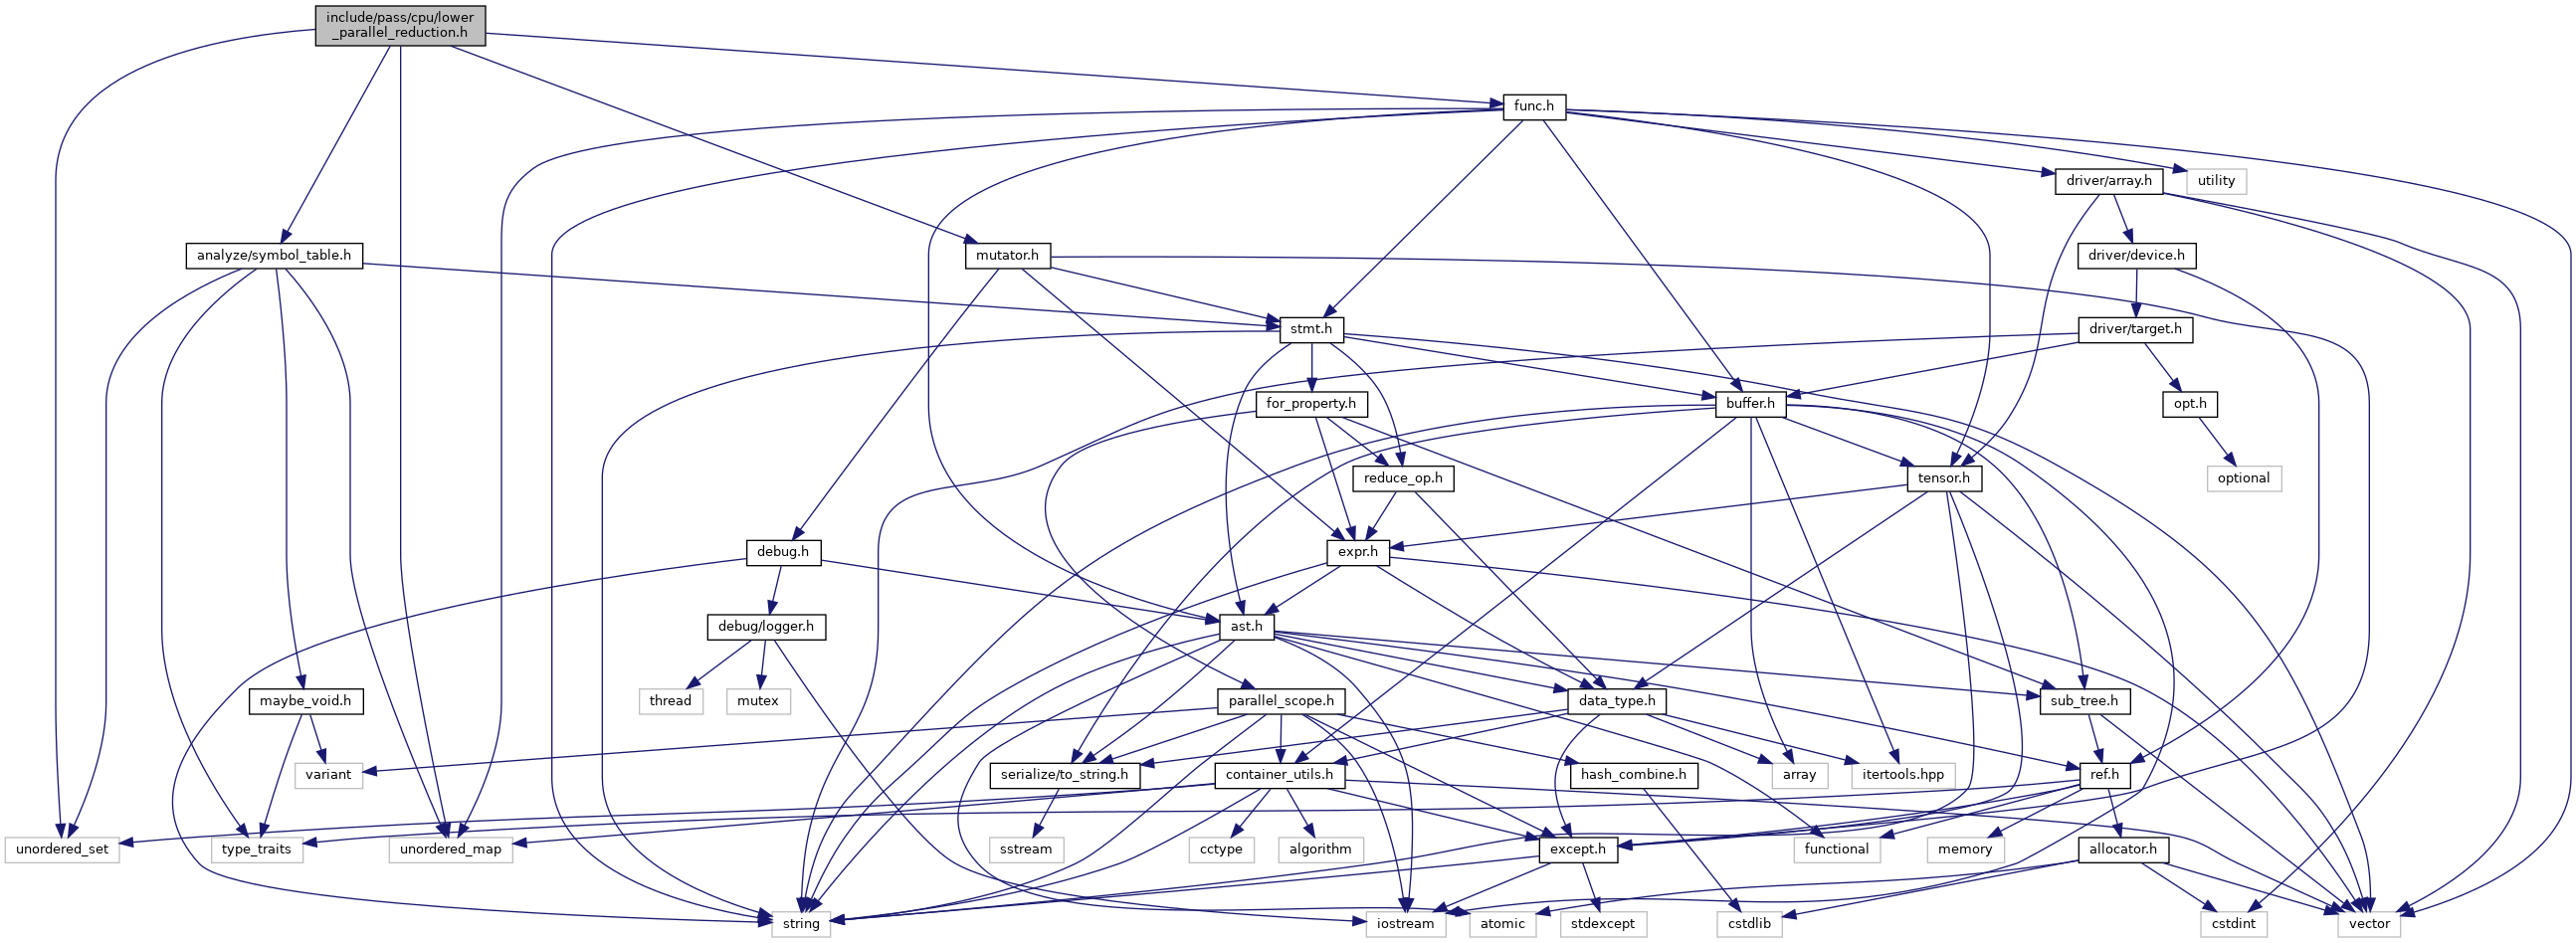 include/pass/cpu/lower
_parallel_reduction.h
func.h
driver/array.h
utility
analyze/symbol_table.h
mutator.h
driver/device.h
stmt.h
driver/target.h
for_property.h
buffer.h
opt.h
reduce_op.h
tensor.h
optional
debug.h
expr.h
debug/logger.h
ast.h
maybe_void.h
thread
mutex
parallel_scope.h
data_type.h
sub_tree.h
variant
serialize/to_string.h
container_utils.h
hash_combine.h
array
itertools.hpp
ref.h
unordered_set
type_traits
unordered_map
sstream
cctype
algorithm
except.h
functional
memory
allocator.h
string
iostream
atomic
stdexcept
cstdlib
cstdint
vector